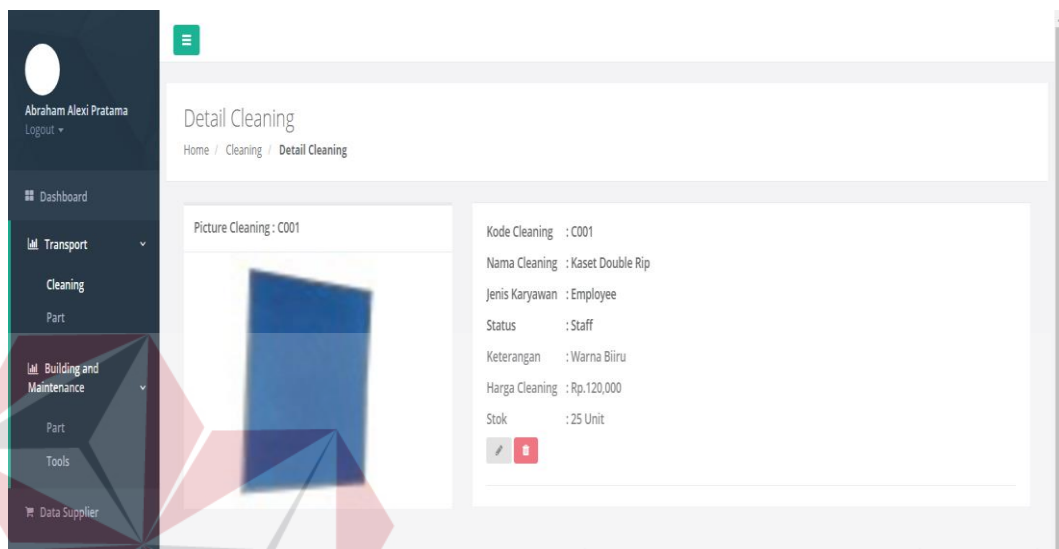 Abraham Alexi Pratama
Logout
Dashboard
Transport
Cleaning
Part
Building and
Maintenance
Part
Tools
Data Supplier
Detail Cleaning
Home / Cleaning / Detail Cleaning
Picture Cleaning : C001
Kode Cleaning : C001
Nama Cleaning : Kaset Double Rip
Jenis Karyawan : Employee
Status : Staff
Keterangan : Warna Biiru
Harga Cleaning : Rp.120,000
Stok : 25 Unit